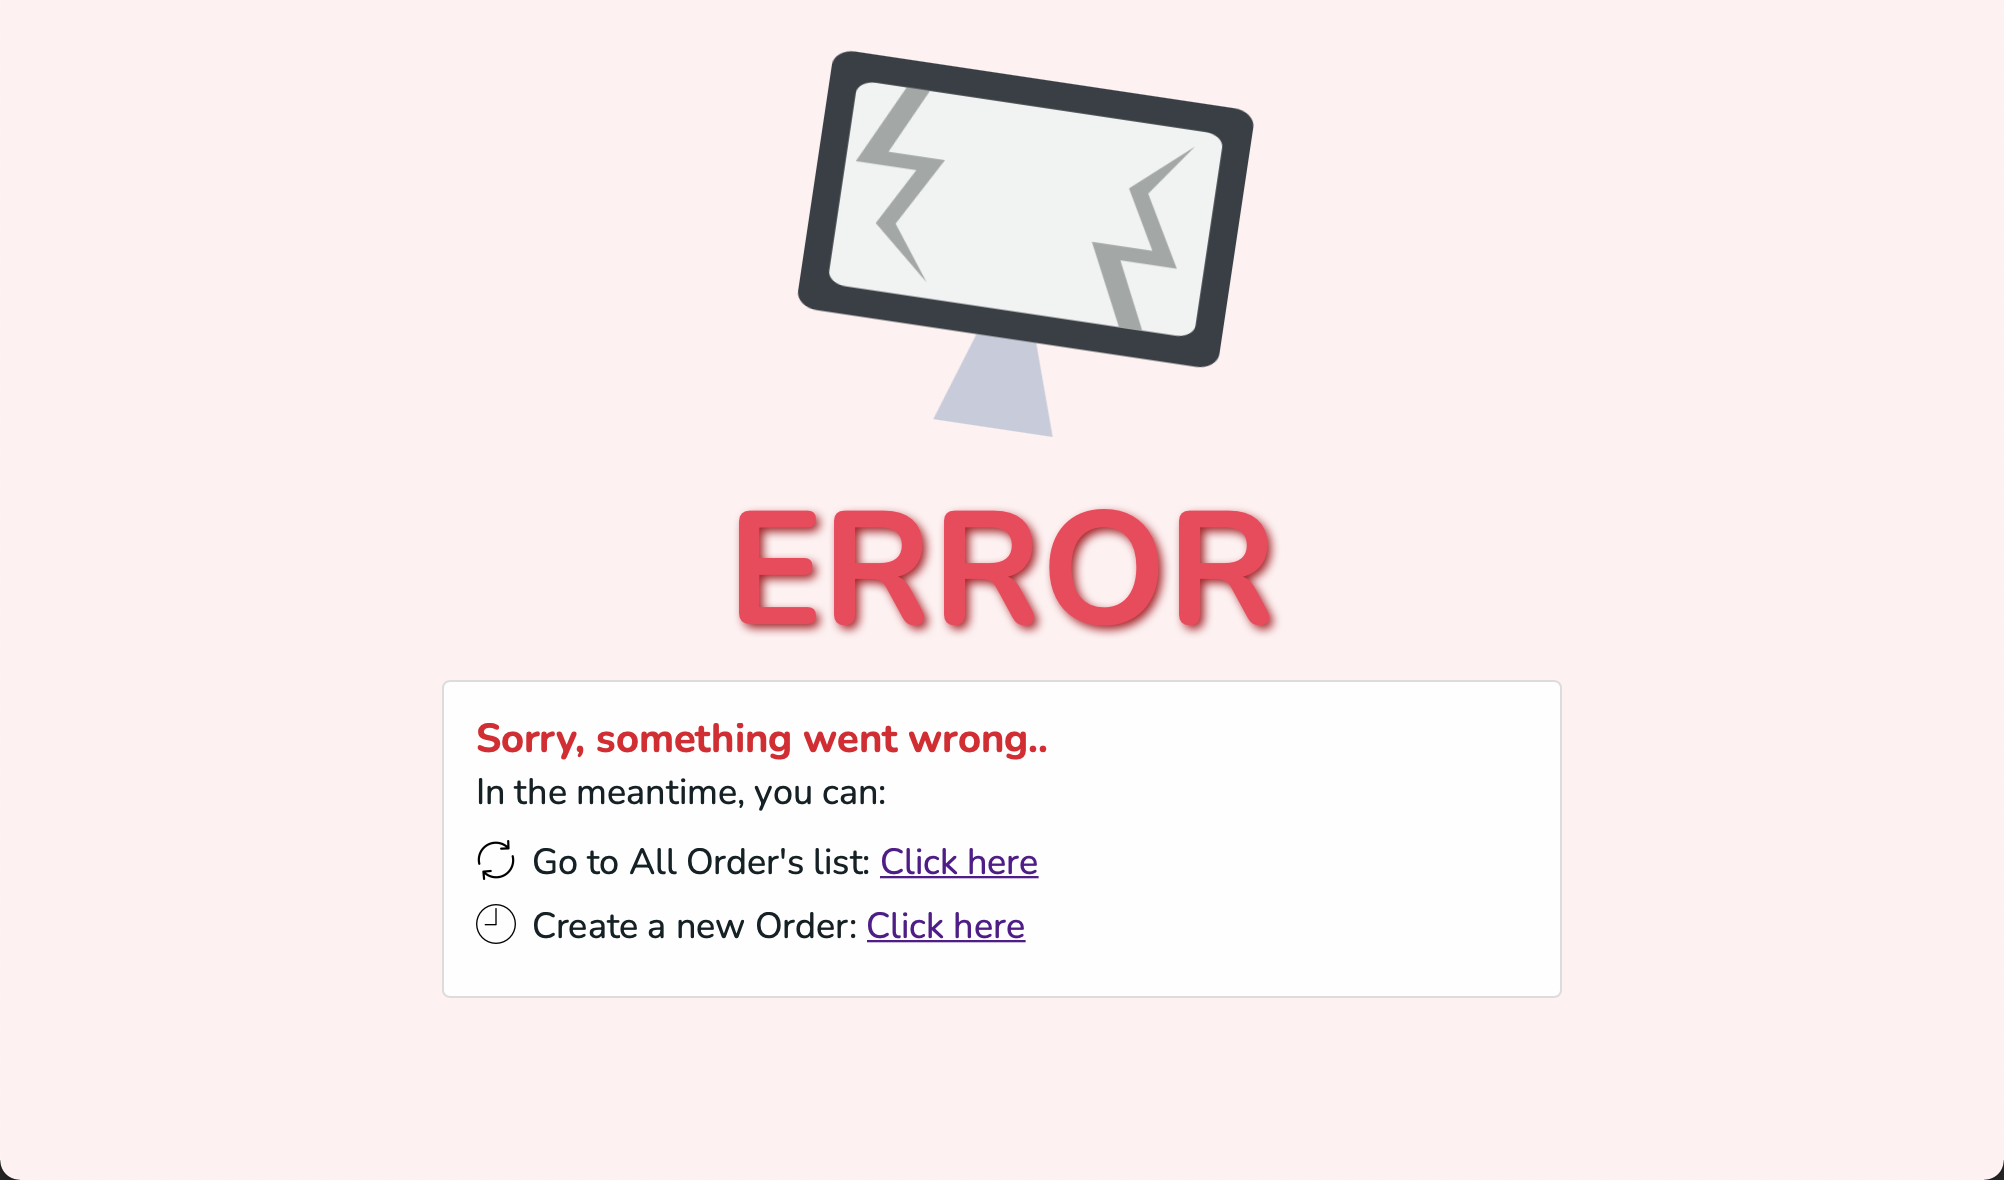 ERROR
Sorry, something went wrong..
In the meantime, you can:
Go to All Order's list: Click here
Create a new Order: Click here